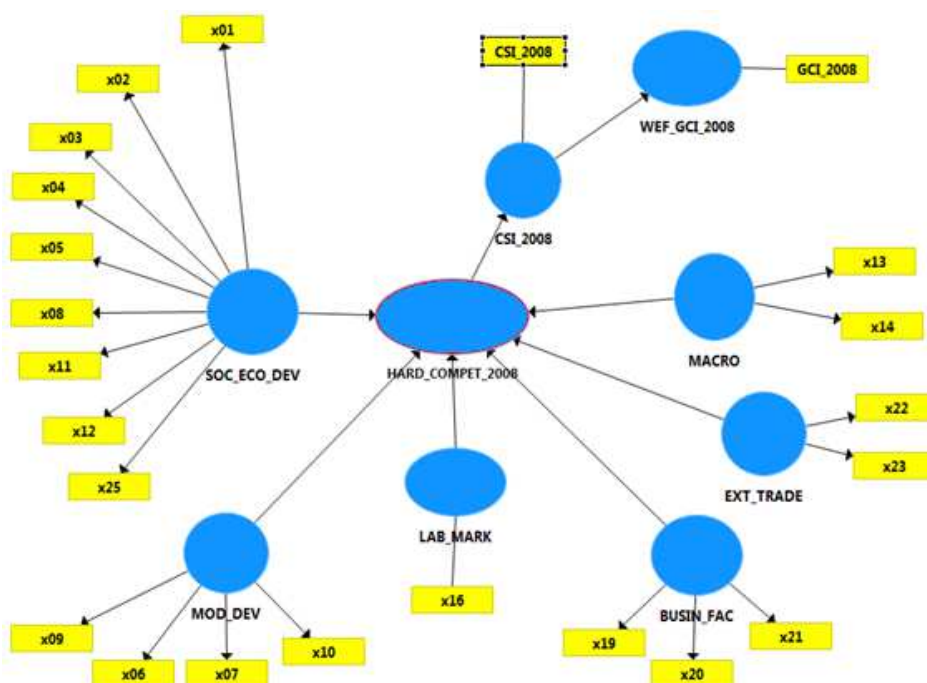 x01
CSI_2008
GCI_2008
x02
WEF_GCI_2008
x03
x04
CSI_2008
x05
x13
x08
x14
x11
MACRO
SOC_ECO_DEV
HARD_COMPET_2008
x12
x22
x23
x25
EXT_TRADE
LAB_MARK
x16
MOD_DEV
BUSIN_FAC
x09
x10
x19
x21
x06
x07
x20